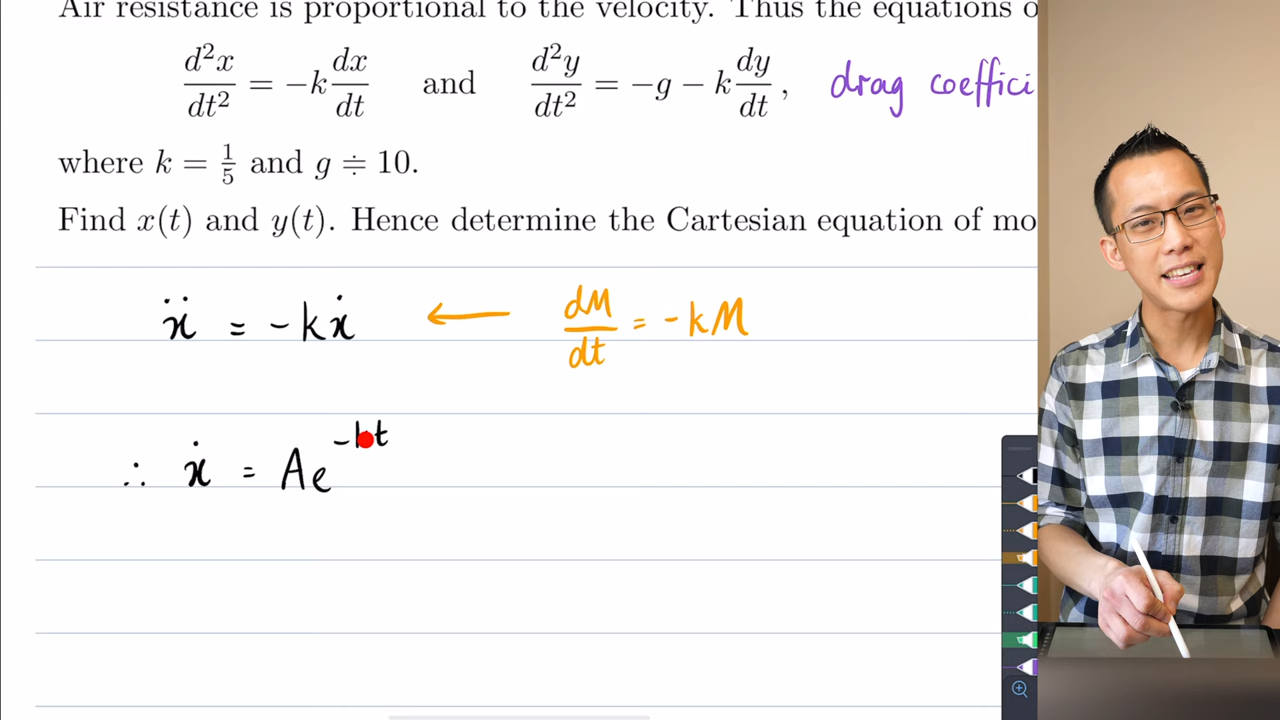 Air resistance is proportional to the velocity. Thus the equations o
d²x/dt² = −k dx/dt and d²y/dt² = −g − k dy/dt, drag coeffici
where k = 1/5 and g ≑ 10.
Find x(t) and y(t). Hence determine the Cartesian equation of mo
ẍ = -kẋ ← dM/dt = -kM
∴ ẋ = Ae^-kt